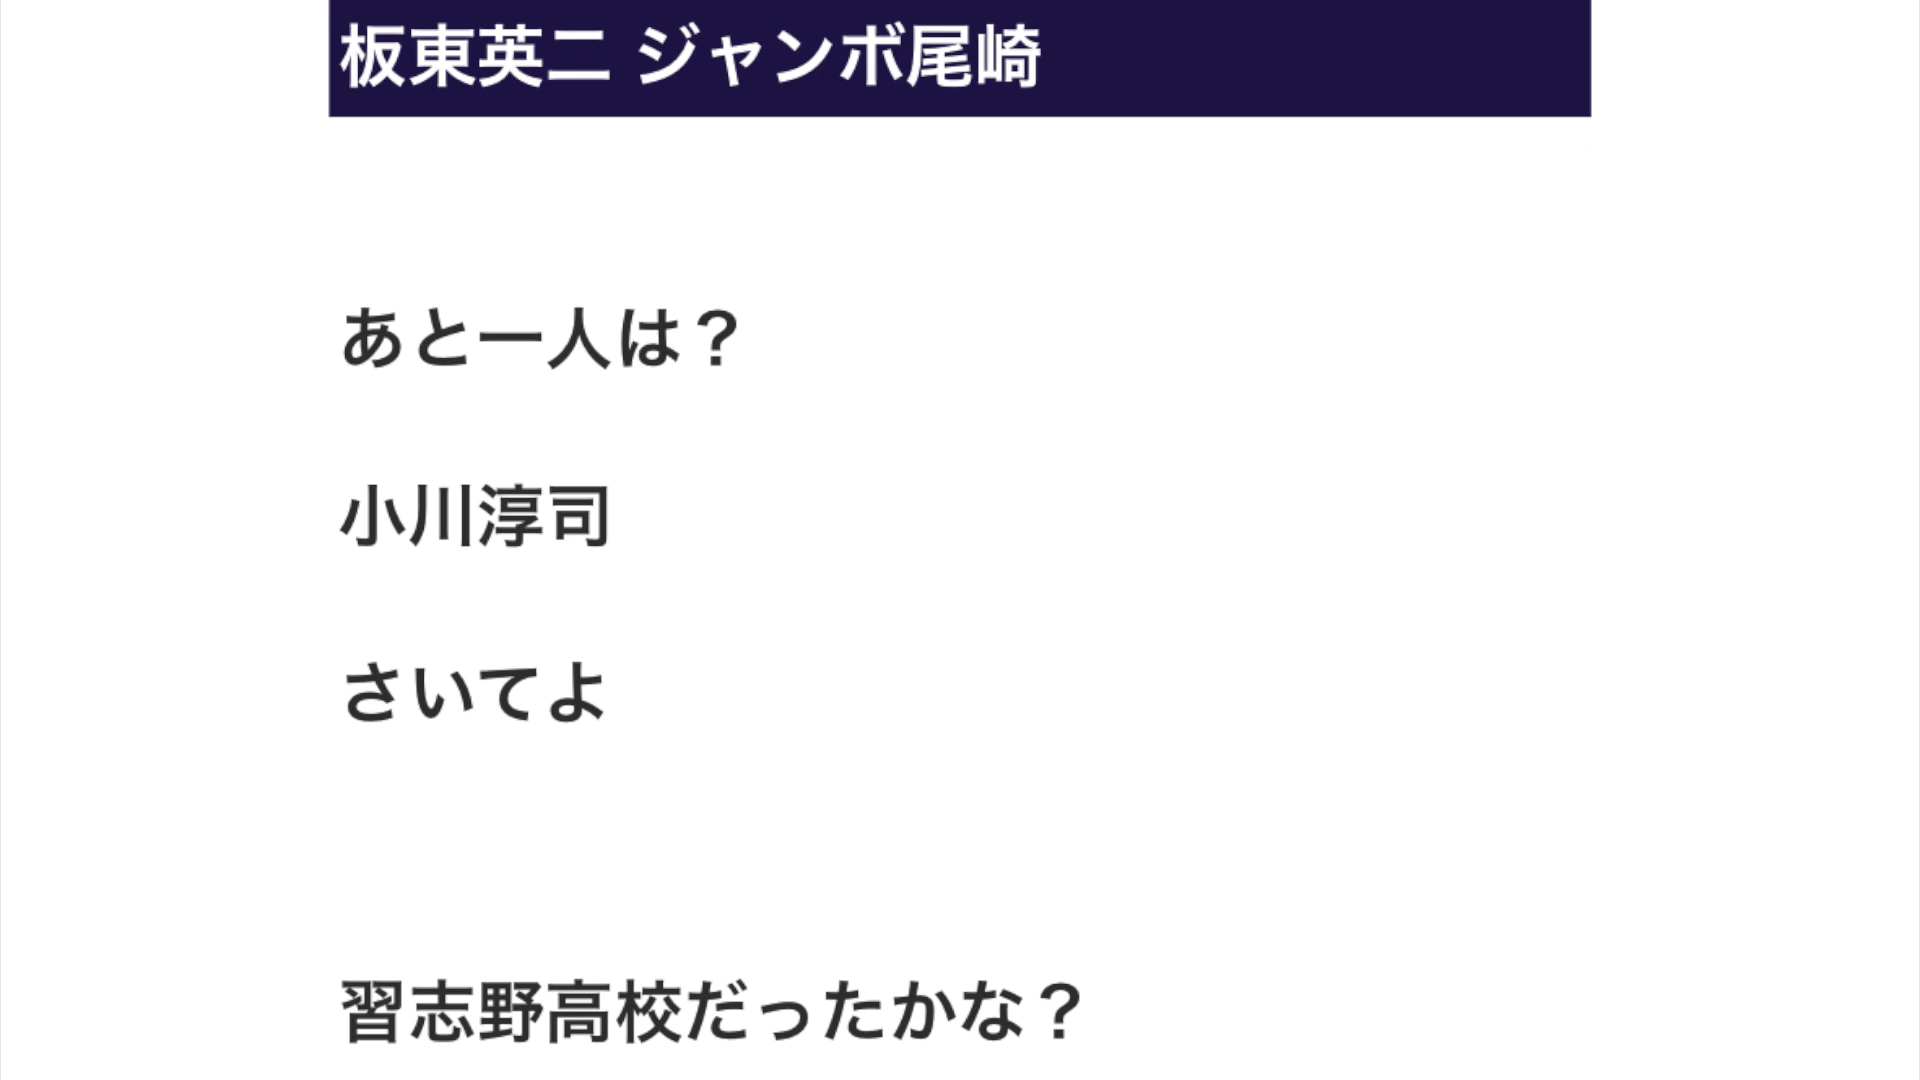 板東英二 ジャンボ尾崎
あと一人は？
小川淳司
さいてよ
習志野高校だったかな？